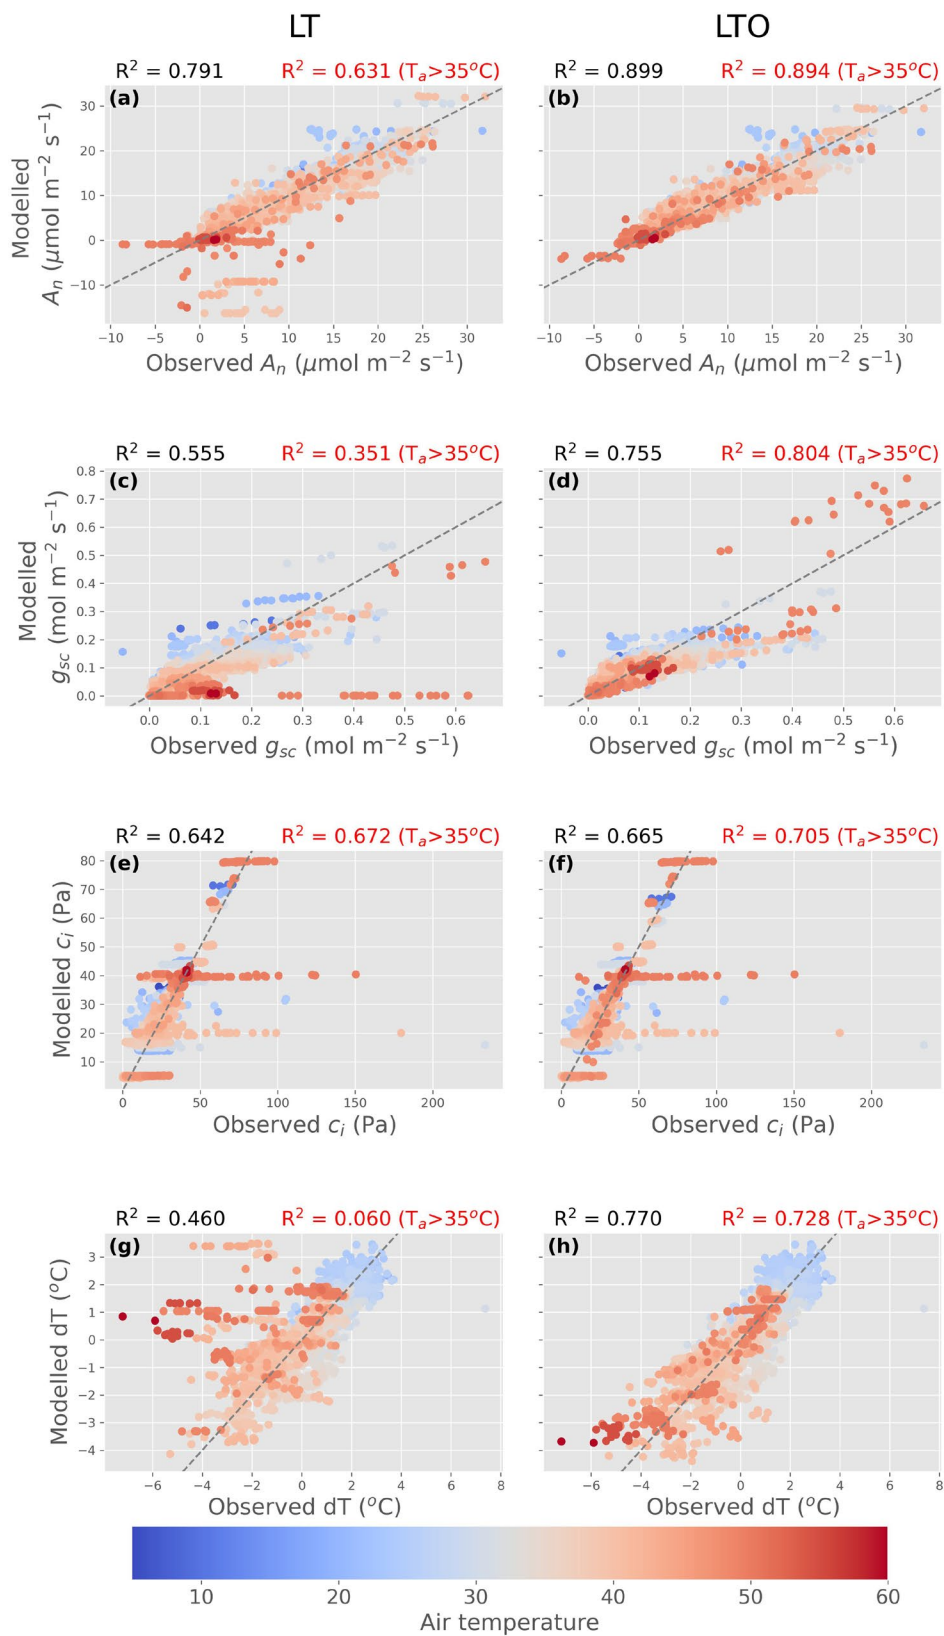 LT LTO
R² = 0.791 R² = 0.631 (Tₐ>35°C) R² = 0.899 R² = 0.894 (Tₐ>35°C)
(a) (b)
30
20
10
0
−10
Modelled
Aₙ (μmol m⁻² s⁻¹)
−10 −5 0 5 10 15 20 25 30 −10 −5 0 5 10 15 20 25 30
Observed Aₙ (μmol m⁻² s⁻¹) Observed Aₙ (μmol m⁻² s⁻¹)
R² = 0.555 R² = 0.351 (Tₐ>35°C) R² = 0.755 R² = 0.804 (Tₐ>35°C)
(c) (d)
0.8
0.7
0.6
0.5
0.4
0.3
0.2
0.1
0.0
Modelled
g_sc (mol m⁻² s⁻¹)
0.0 0.1 0.2 0.3 0.4 0.5 0.6 0.0 0.1 0.2 0.3 0.4 0.5 0.6
Observed g_sc (mol m⁻² s⁻¹) Observed g_sc (mol m⁻² s⁻¹)
R² = 0.642 R² = 0.672 (Tₐ>35°C) R² = 0.665 R² = 0.705 (Tₐ>35°C)
(e) (f)
80
70
60
50
40
30
20
10
Modelled cᵢ (Pa)
0 50 100 150 200 0 50 100 150 200
Observed cᵢ (Pa) Observed cᵢ (Pa)
R² = 0.460 R² = 0.060 (Tₐ>35°C) R² = 0.770 R² = 0.728 (Tₐ>35°C)
(g) (h)
3
2
1
0
−1
−2
−3
−4
Modelled dT (°C)
−6 −4 −2 0 2 4 6 8 −6 −4 −2 0 2 4 6 8
Observed dT (°C) Observed dT (°C)
10 20 30 40 50 60
Air temperature